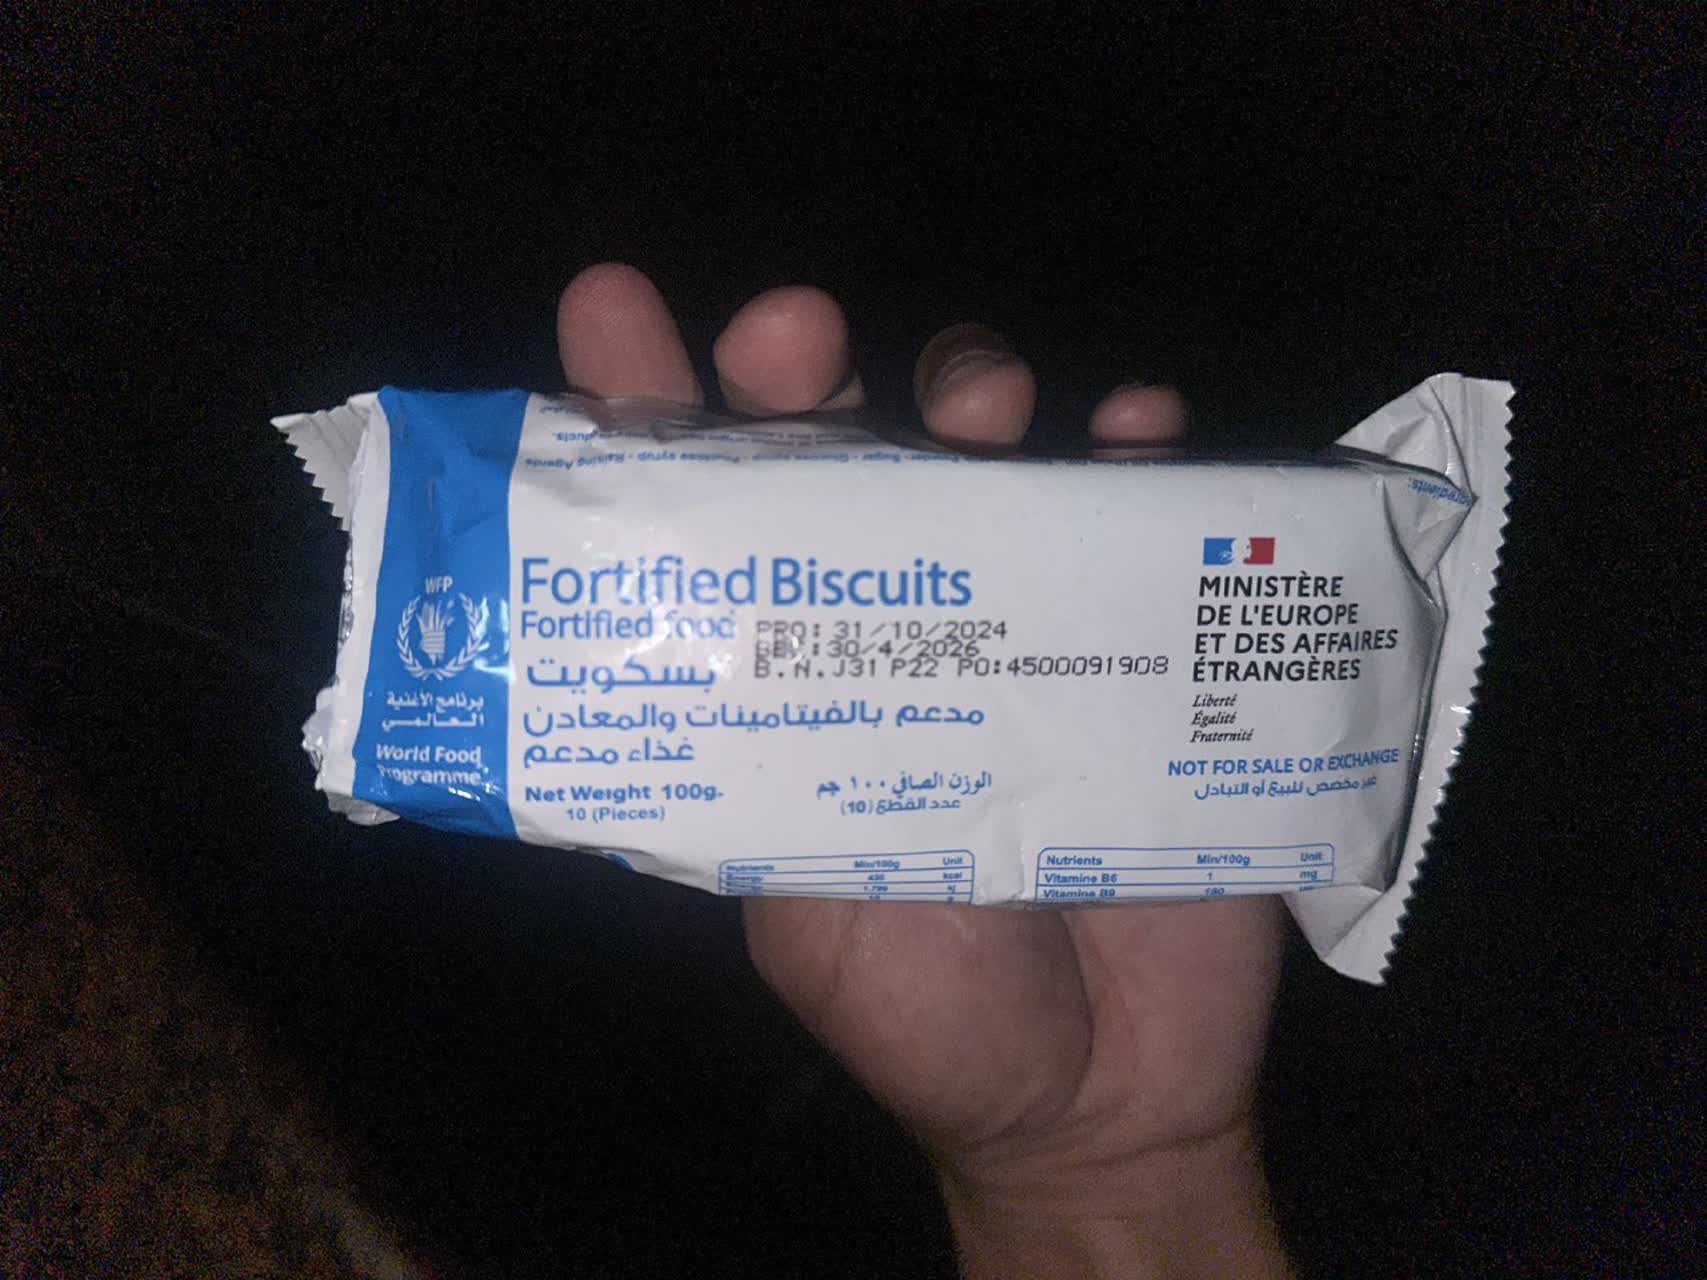 WFP
برنامج الأغذية
العالمي
World Food
Programme
Fortified Biscuits
Fortified food
بسكويت
مدعم بالفيتامينات والمعادن
غذاء مدعم
PRO: 31/10/2024
: 30/4/2026
B.N.J31 P22 PO:4500091908
Net Weight 100g.
10 (Pieces)
الوزن الصافي ١٠٠ جم
عدد القطع (10)
MINISTÈRE
DE L'EUROPE
ET DES AFFAIRES
ÉTRANGÈRES
Liberté
Égalité
Fraternité
NOT FOR SALE OR EXCHANGE
غير مخصص للبيع أو التبادل
Nutrients Min/100g Unit
Energy kcal
Nutrients Min/100g Unit
Vitamine B6 1 mg
Vitamine B9